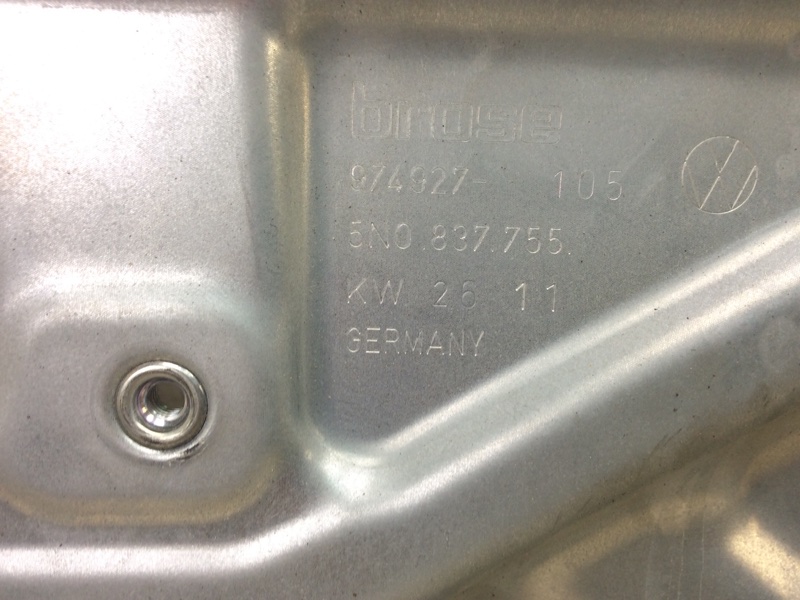 brose
974927- 105
5N0.837.755.
KW. 26 11
GERMANY